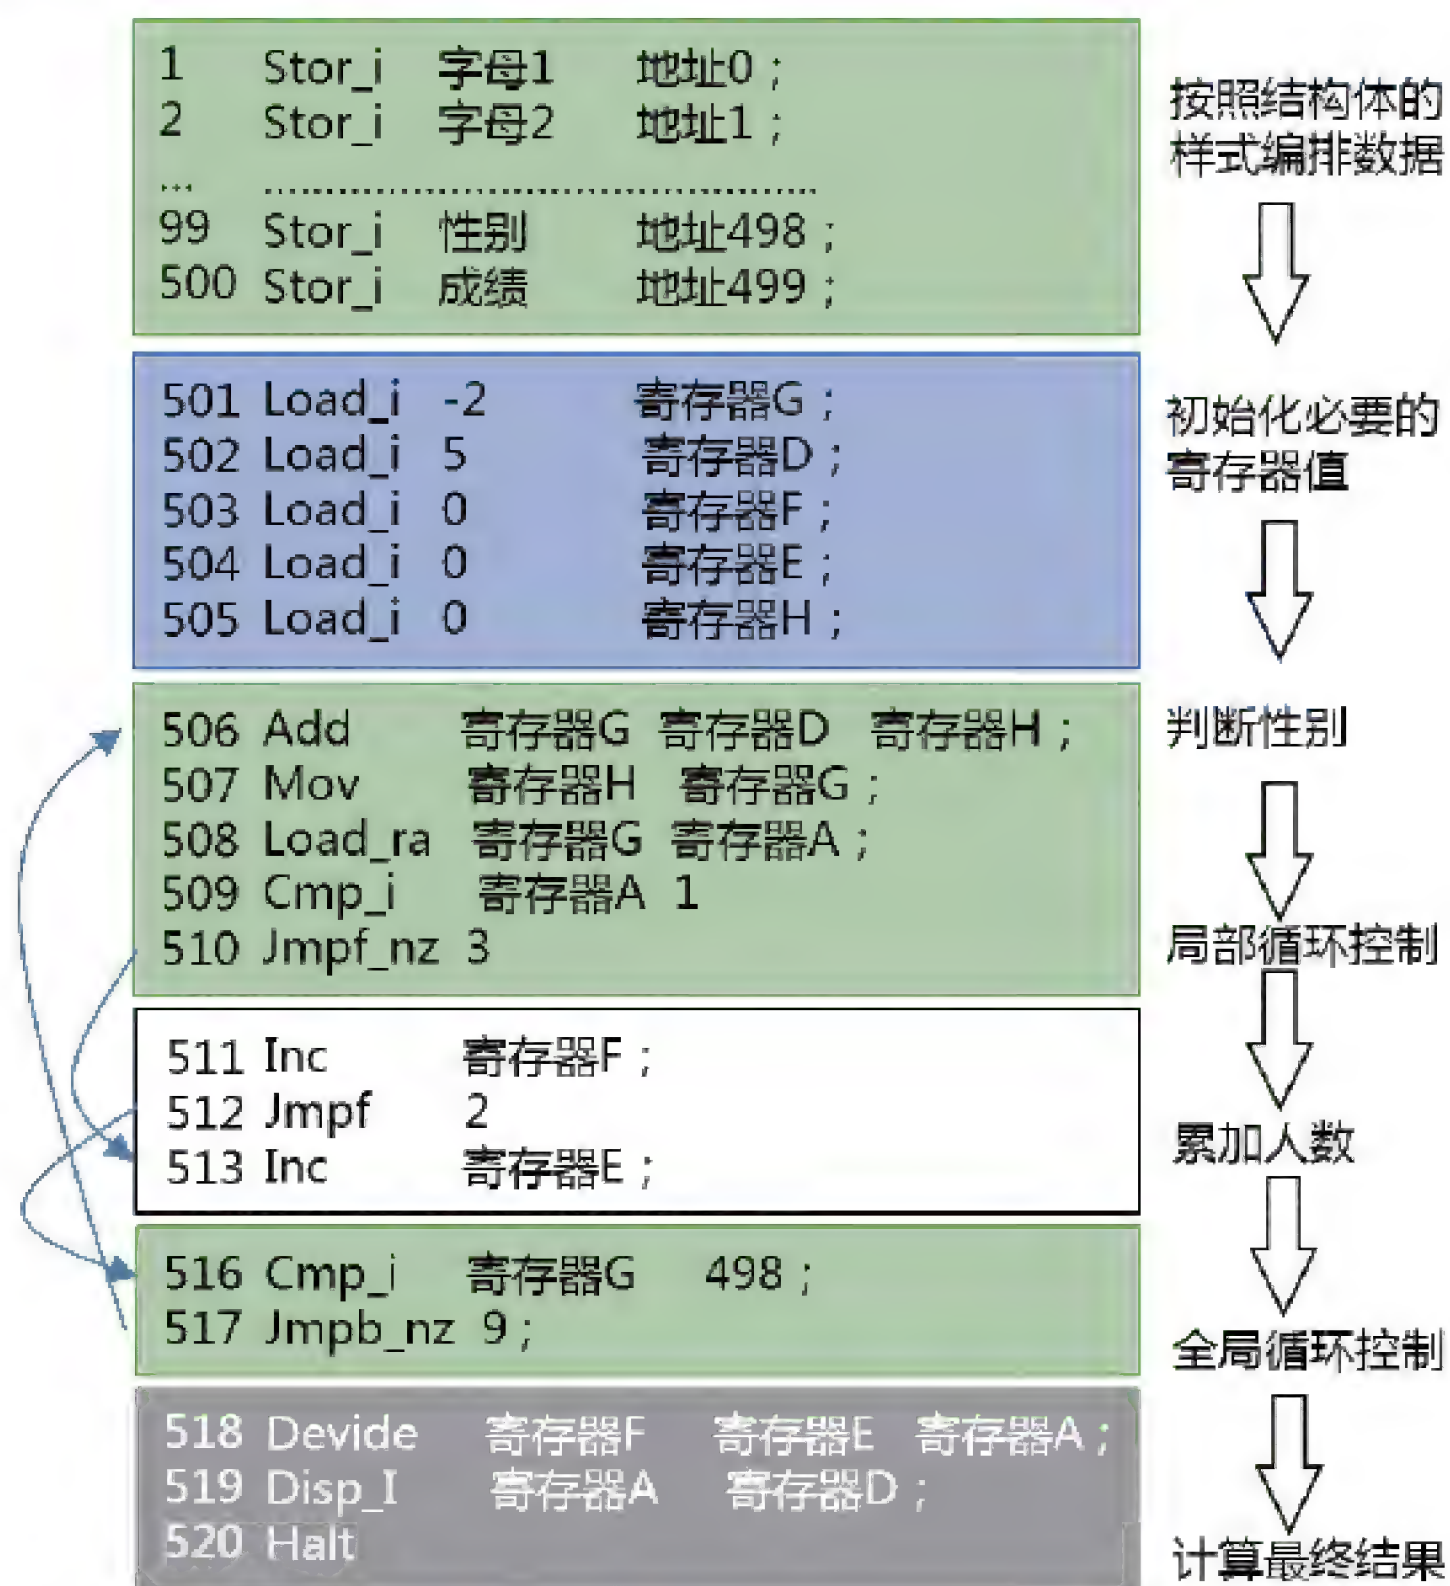 1 Stor_i 字母1 地址0；
2 Stor_i 字母2 地址1；
... ................................................
99 Stor_i 性别 地址498；
500 Stor_i 成绩 地址499；
按照结构体的
样式编排数据
501 Load_i -2 寄存器G；
502 Load_i 5 寄存器D；
503 Load_i 0 寄存器F；
504 Load_i 0 寄存器E；
505 Load_i 0 寄存器H；
初始化必要的
寄存器值
506 Add 寄存器G 寄存器D 寄存器H；
507 Mov 寄存器H 寄存器G；
508 Load_ra 寄存器G 寄存器A；
509 Cmp_i 寄存器A 1
510 Jmpf_nz 3
判断性别
局部循环控制
511 Inc 寄存器F；
512 Jmpf 2
513 Inc 寄存器E；
累加人数
516 Cmp_i 寄存器G 498；
517 Jmpb_nz 9；
全局循环控制
518 Devide 寄存器F 寄存器E 寄存器A；
519 Disp_I 寄存器A 寄存器D；
520 Halt
计算最终结果